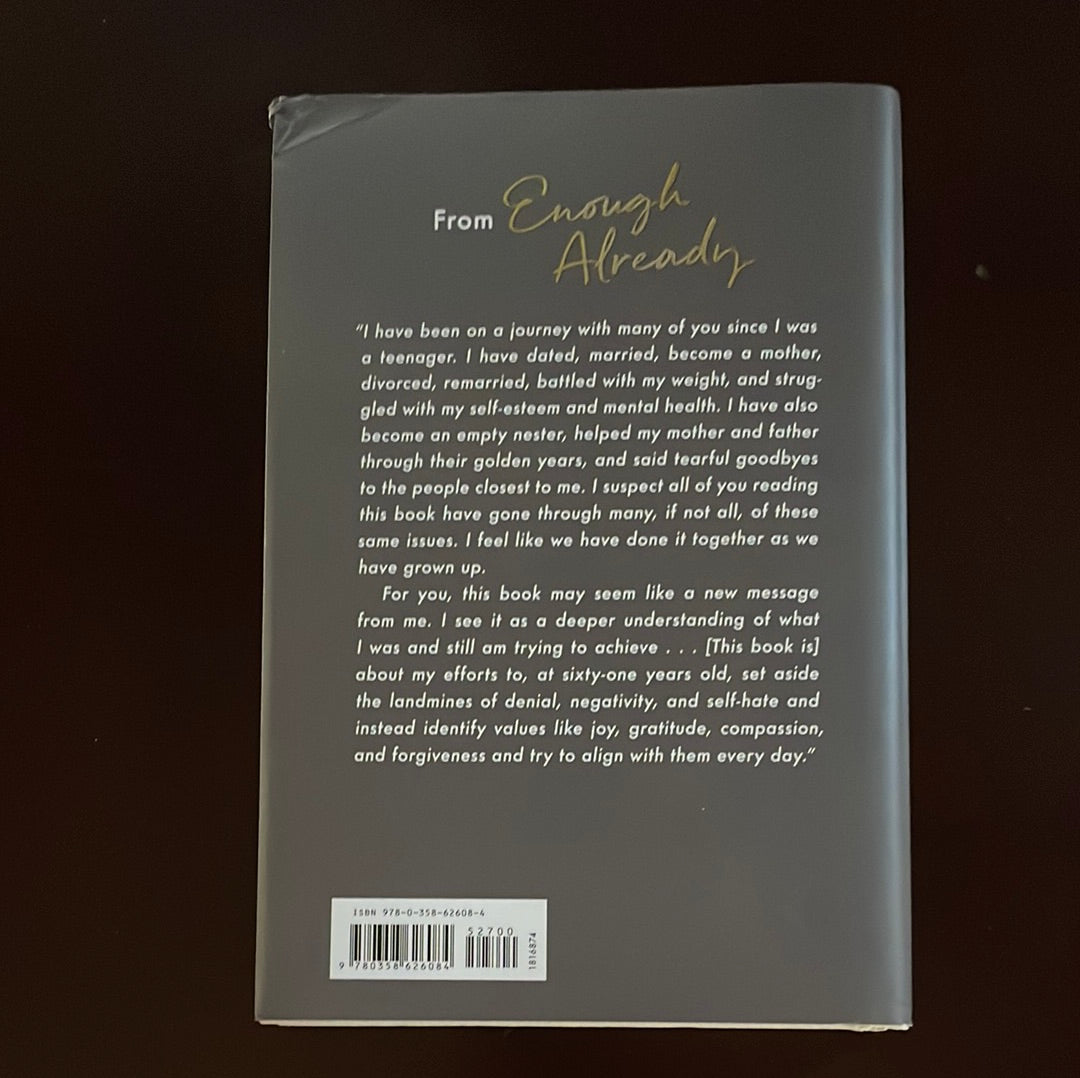 From Enough
Already
"I have been on a journey with many of you since I was
a teenager. I have dated, married, become a mother,
divorced, remarried, battled with my weight, and strug-
gled with my self-esteem and mental health. I have also
become an empty nester, helped my mother and father
through their golden years, and said tearful goodbyes
to the people closest to me. I suspect all of you reading
this book have gone through many, if not all, of these
same issues. I feel like we have done it together as we
have grown up.
For you, this book may seem like a new message
from me. I see it as a deeper understanding of what
I was and still am trying to achieve . . . [This book is]
about my efforts to, at sixty-one years old, set aside
the landmines of denial, negativity, and self-hate and
instead identify values like joy, gratitude, compassion,
and forgiveness and try to align with them every day."
ISBN 978-0-358-62608-4
52700
9 780358 626084
1816874